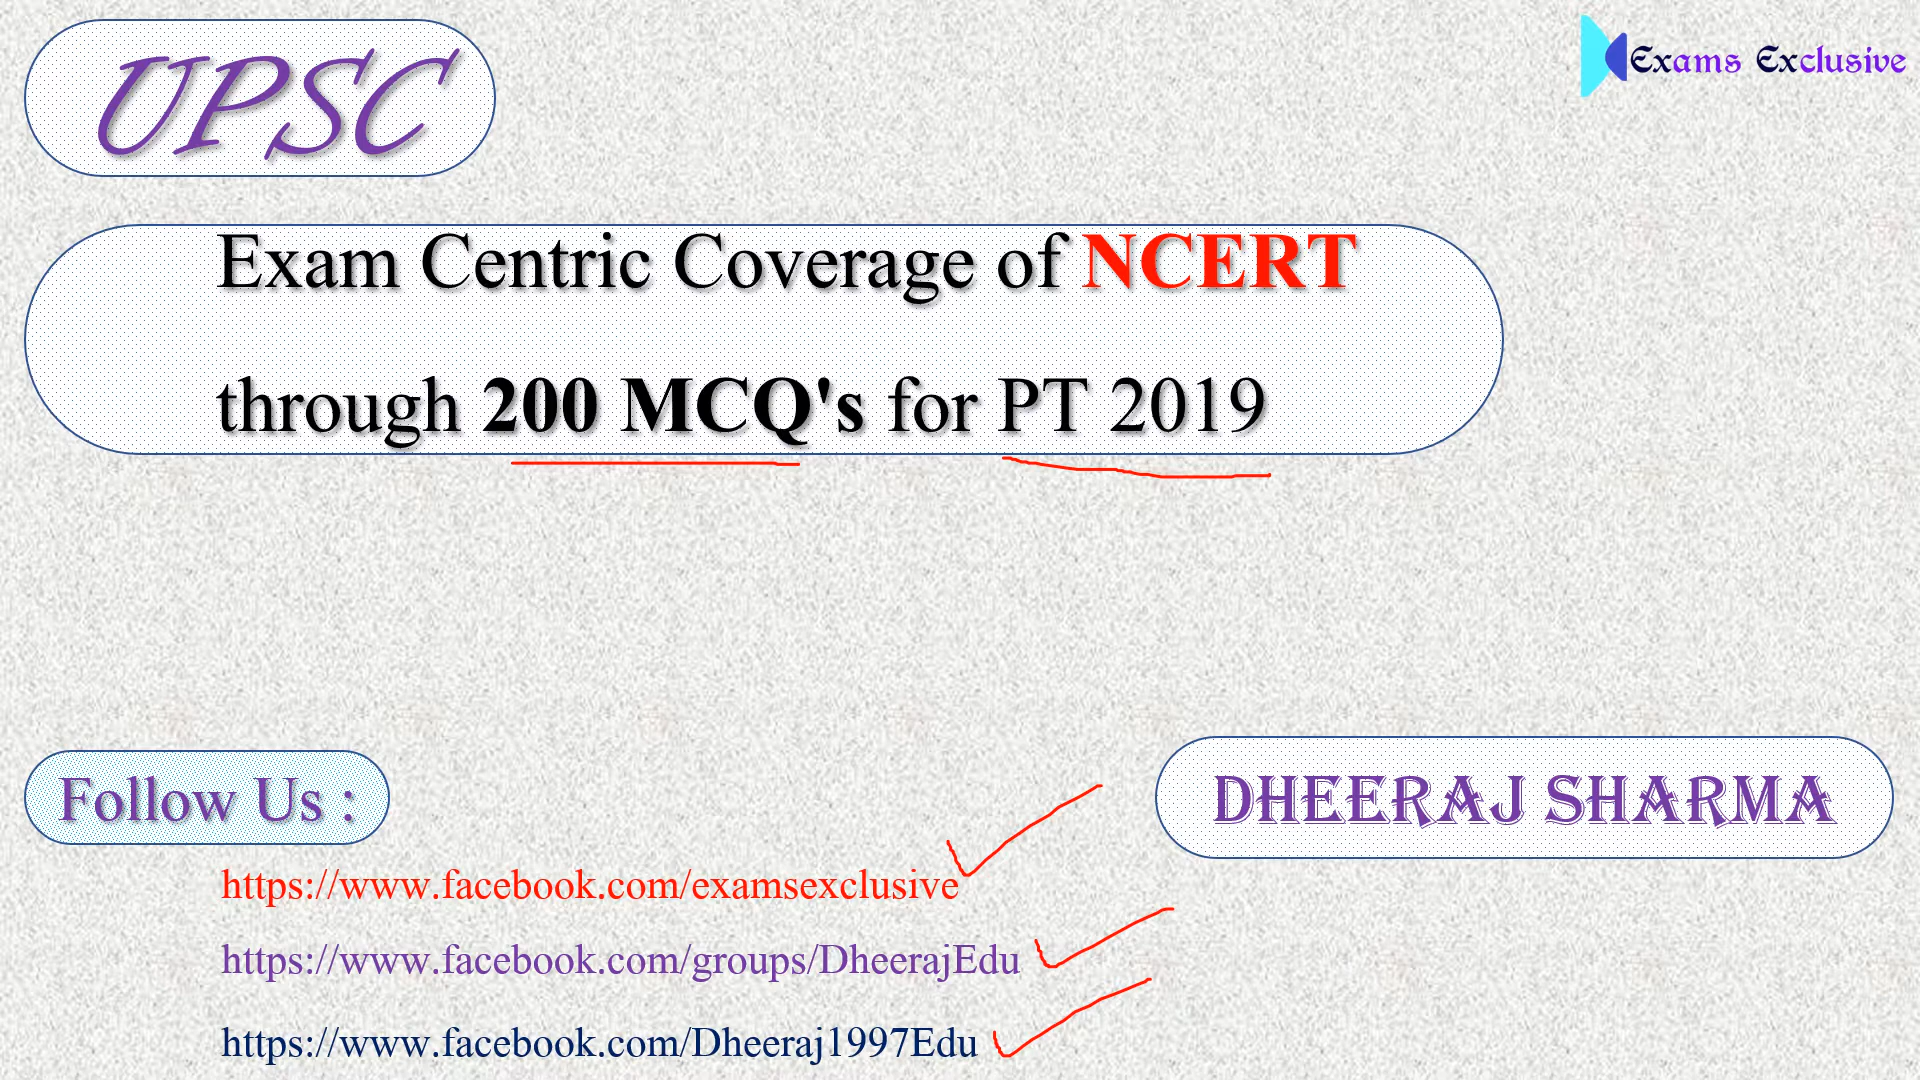 UPSC
Exams Exclusive
Exam Centric Coverage of NCERT
through 200 MCQ's for PT 2019
Follow Us :
DHEERAJ SHARMA
https://www.facebook.com/examsexclusive
https://www.facebook.com/groups/DheerajEdu
https://www.facebook.com/Dheeraj1997Edu